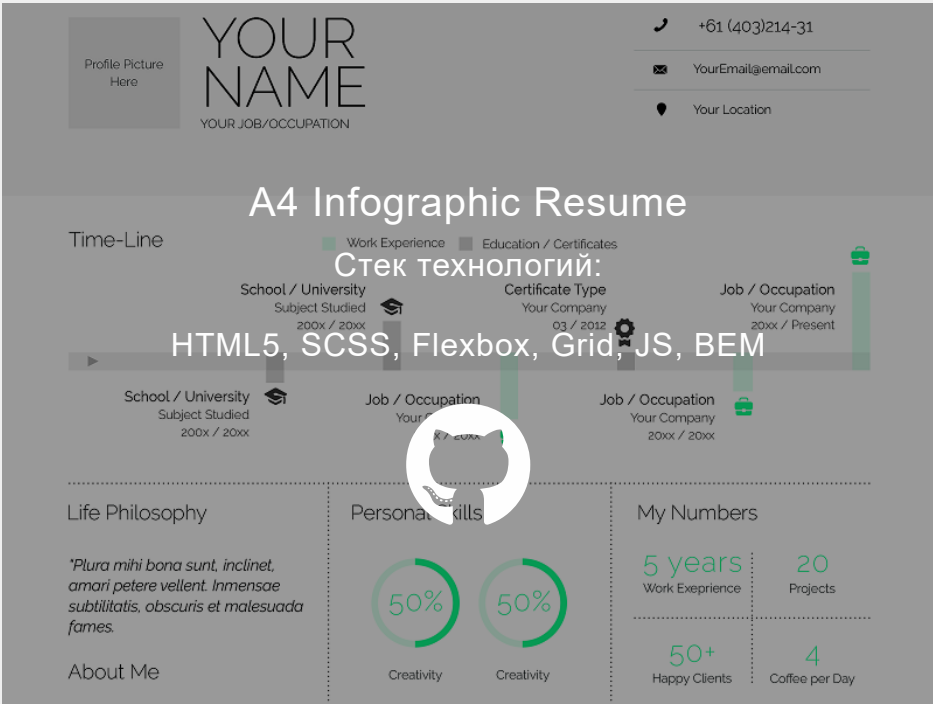 YOUR
NAME
YOUR JOB/OCCUPATION
Profile Picture
Here
+61 (403)214-31
YourEmail@email.com
Your Location
A4 Infographic Resume
Time-Line
Work Experience
Education / Certificates
Стек технологий:
School / University
Subject Studied
200x / 20xx
Certificate Type
Your Company
03 / 2012
Job / Occupation
Your Company
20xx / Present
HTML5, SCSS, Flexbox, Grid, JS, BEM
School / University
Subject Studied
200x / 20xx
Job / Occupation
Your
x / 20xx
Job / Occupation
Your Company
20xx / 20xx
Life Philosophy
"Plura mihi bona sunt, inclinet,
amari petere vellent. Inmensae
subtilitatis, obscuris et malesuada
fames.
About Me
Personal Skills
50%
50%
Creativity
Creativity
My Numbers
5 years
Work Exeprience
20
Projects
50+
Happy Clients
4
Coffee per Day